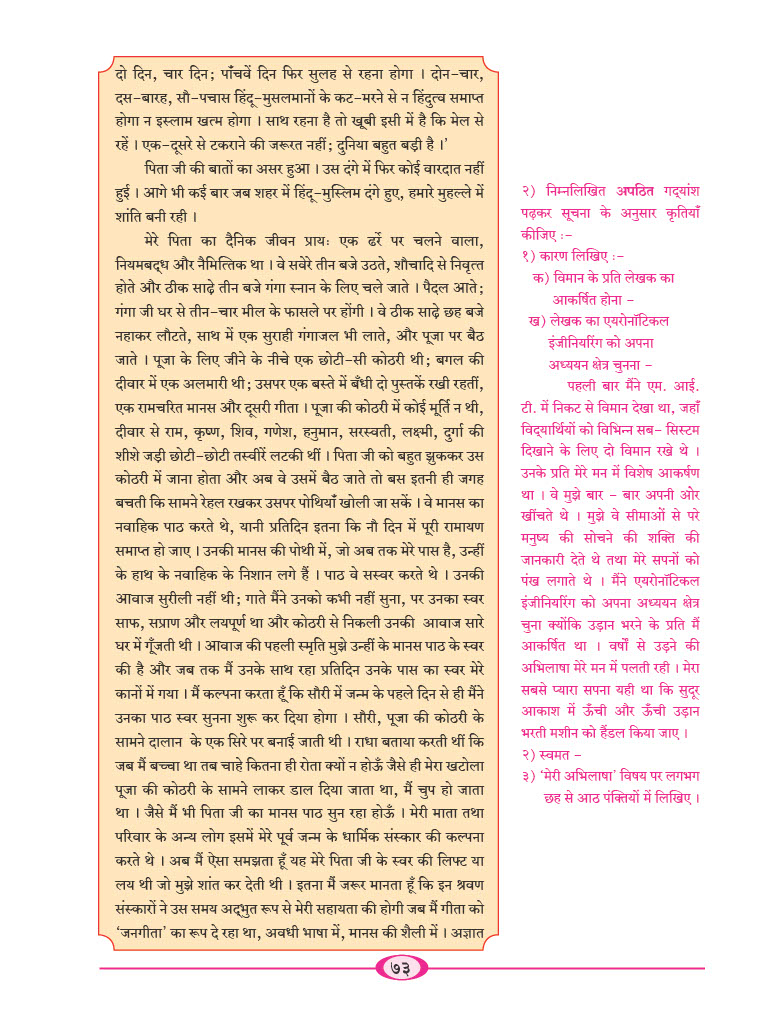 दो दिन, चार दिन; पाँचवें दिन फिर सुलह से रहना होगा । दोन-चार,
दस-बारह, सौ-पचास हिंदू-मुसलमानों के कट-मरने से न हिंदुत्व समाप्त
होगा न इस्लाम खत्म होगा । साथ रहना है तो खूबी इसी में है कि मेल से
रहें । एक-दूसरे से टकराने की जरूरत नहीं; दुनिया बहुत बड़ी है ।’
पिता जी की बातों का असर हुआ । उस दंगे में फिर कोई वारदात नहीं
हुई । आगे भी कई बार जब शहर में हिंदू-मुस्लिम दंगे हुए, हमारे मुहल्ले में
शांति बनी रही ।
मेरे पिता का दैनिक जीवन प्रायः एक ढर्रे पर चलने वाला,
नियमबद्ध और नैमित्तिक था । वे सवेरे तीन बजे उठते, शौचादि से निवृत्त
होते और ठीक साढ़े तीन बजे गंगा स्नान के लिए चले जाते । पैदल आते;
गंगा जी घर से तीन-चार मील के फासले पर होंगी । वे ठीक साढ़े छह बजे
नहाकर लौटते, साथ में एक सुराही गंगाजल भी लाते, और पूजा पर बैठ
जाते । पूजा के लिए जीने के नीचे एक छोटी-सी कोठरी थी; बगल की
दीवार में एक अलमारी थी; उसपर एक बस्ते में बँधी दो पुस्तकें रखी रहतीं,
एक रामचरित मानस और दूसरी गीता । पूजा की कोठरी में कोई मूर्ति न थी,
दीवार से राम, कृष्ण, शिव, गणेश, हनुमान, सरस्वती, लक्ष्मी, दुर्गा की
शीशे जड़ी छोटी-छोटी तस्वीरें लटकी थीं । पिता जी को बहुत झुककर उस
कोठरी में जाना होता और अब वे उसमें बैठ जाते तो बस इतनी ही जगह
बचती कि सामने रेहल रखकर उसपर पोथियाँ खोली जा सकें । वे मानस का
नवाहिक पाठ करते थे, यानी प्रतिदिन इतना कि नौ दिन में पूरी रामायण
समाप्त हो जाए । उनकी मानस की पोथी में, जो अब तक मेरे पास है, उन्हीं
के हाथ के नवाहिक के निशान लगे हैं । पाठ वे सस्वर करते थे । उनकी
आवाज सुरीली नहीं थी; गाते मैंने उनको कभी नहीं सुना, पर उनका स्वर
साफ, सप्राण और लयपूर्ण था और कोठरी से निकली उनकी आवाज सारे
घर में गूँजती थी । आवाज की पहली स्मृति मुझे उन्हीं के मानस पाठ के स्वर
की है और जब तक मैं उनके साथ रहा प्रतिदिन उनके पास का स्वर मेरे
कानों में गया । मैं कल्पना करता हूँ कि सौरी में जन्म के पहले दिन से ही मैंने
उनका पाठ स्वर सुनना शुरू कर दिया होगा । सौरी, पूजा की कोठरी के
सामने दालान के एक सिरे पर बनाई जाती थी । राधा बताया करती थीं कि
जब मैं बच्चा था तब चाहे कितना ही रोता क्यों न होऊँ जैसे ही मेरा खटोला
पूजा की कोठरी के सामने लाकर डाल दिया जाता था, मैं चुप हो जाता
था । जैसे मैं भी पिता जी का मानस पाठ सुन रहा होऊँ । मेरी माता तथा
परिवार के अन्य लोग इसमें मेरे पूर्व जन्म के धार्मिक संस्कार की कल्पना
करते थे । अब मैं ऐसा समझता हूँ यह मेरे पिता जी के स्वर की लिफ्ट या
लय थी जो मुझे शांत कर देती थी । इतना मैं जरूर मानता हूँ कि इन श्रवण
संस्कारों ने उस समय अद्भुत रूप से मेरी सहायता की होगी जब मैं गीता को
‘जनगीता’ का रूप दे रहा था, अवधी भाषा में, मानस की शैली में । अज्ञात
२) निम्नलिखित अपठित गद्यांश
पढ़कर सूचना के अनुसार कृतियाँ
कीजिए :-
१) कारण लिखिए :-
क) विमान के प्रति लेखक का
आकर्षित होना -
ख) लेखक का एयरोनॉटिकल
इंजीनियरिंग को अपना
अध्ययन क्षेत्र चुनना -
पहली बार मैंने एम. आई.
टी. में निकट से विमान देखा था, जहाँ
विद्यार्थियों को विभिन्न सब- सिस्टम
दिखाने के लिए दो विमान रखे थे ।
उनके प्रति मेरे मन में विशेष आकर्षण
था । वे मुझे बार - बार अपनी ओर
खींचते थे । मुझे वे सीमाओं से परे
मनुष्य की सोचने की शक्ति की
जानकारी देते थे तथा मेरे सपनों को
पंख लगाते थे । मैंने एयरोनॉटिकल
इंजीनियरिंग को अपना अध्ययन क्षेत्र
चुना क्योंकि उड़ान भरने के प्रति मैं
आकर्षित था । वर्षों से उड़ने की
अभिलाषा मेरे मन में पलती रही । मेरा
सबसे प्यारा सपना यही था कि सुदूर
आकाश में ऊँची और ऊँची उड़ान
भरती मशीन को हैंडल किया जाए ।
२) स्वमत -
३) ‘मेरी अभिलाषा’ विषय पर लगभग
छह से आठ पंक्तियों में लिखिए ।
७३